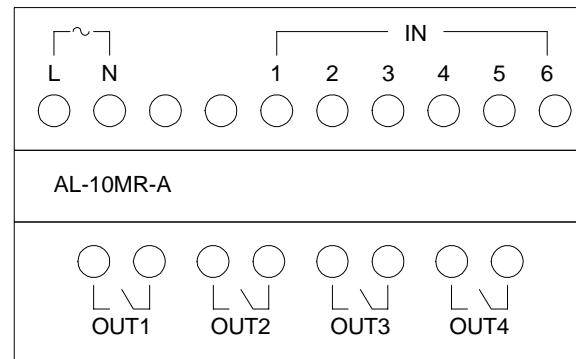 IN
L N 1 2 3 4 5 6
AL-10MR-A
OUT1 OUT2 OUT3 OUT4